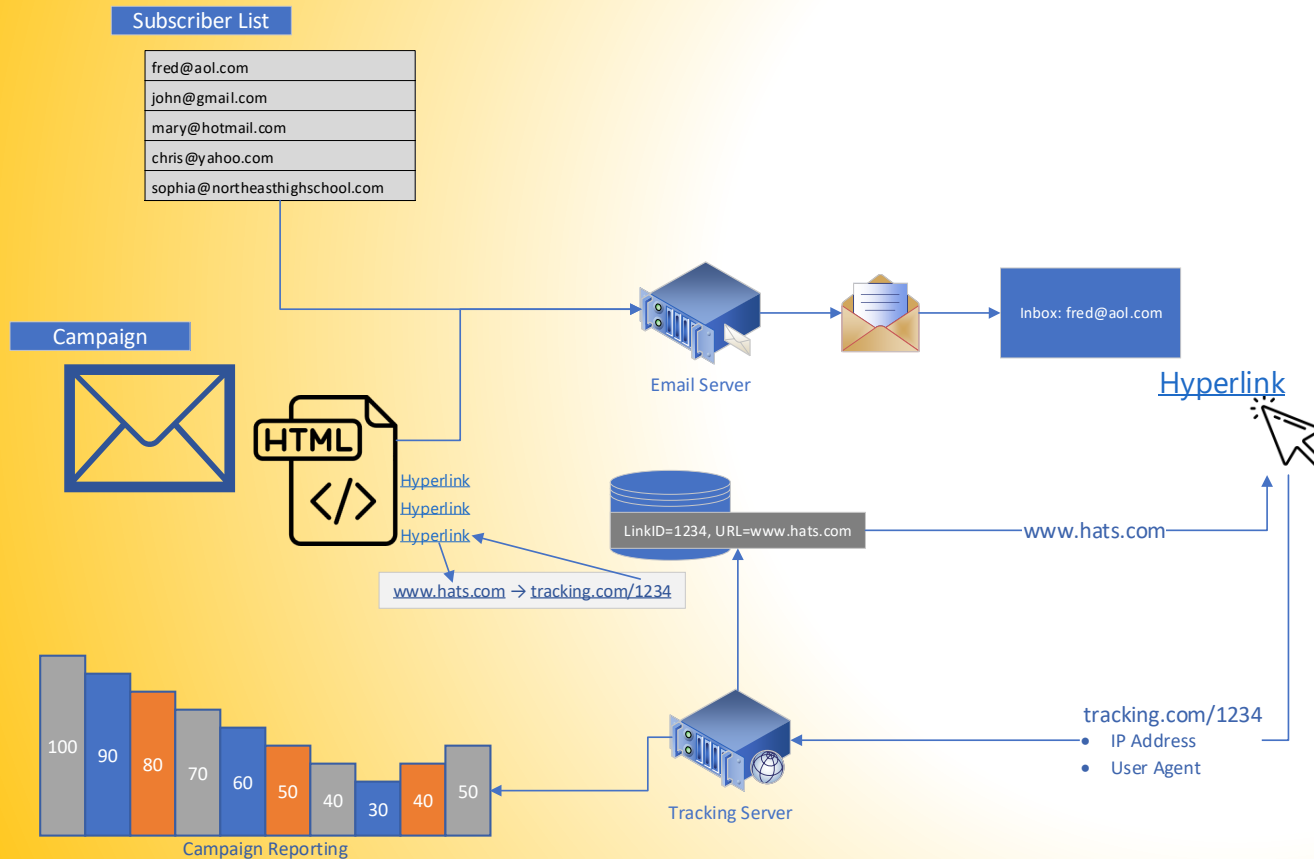 Subscriber List
fred@aol.com
john@gmail.com
mary@hotmail.com
chris@yahoo.com
sophia@northeasthighschool.com
Campaign
HTML
</>
Hyperlink
Hyperlink
Hyperlink
www.hats.com → tracking.com/1234
Email Server
Inbox: fred@aol.com
Hyperlink
LinkID=1234, URL=www.hats.com
www.hats.com
tracking.com/1234
• IP Address
• User Agent
Tracking Server
100
90
80
70
60
50
40
30
40
50
Campaign Reporting